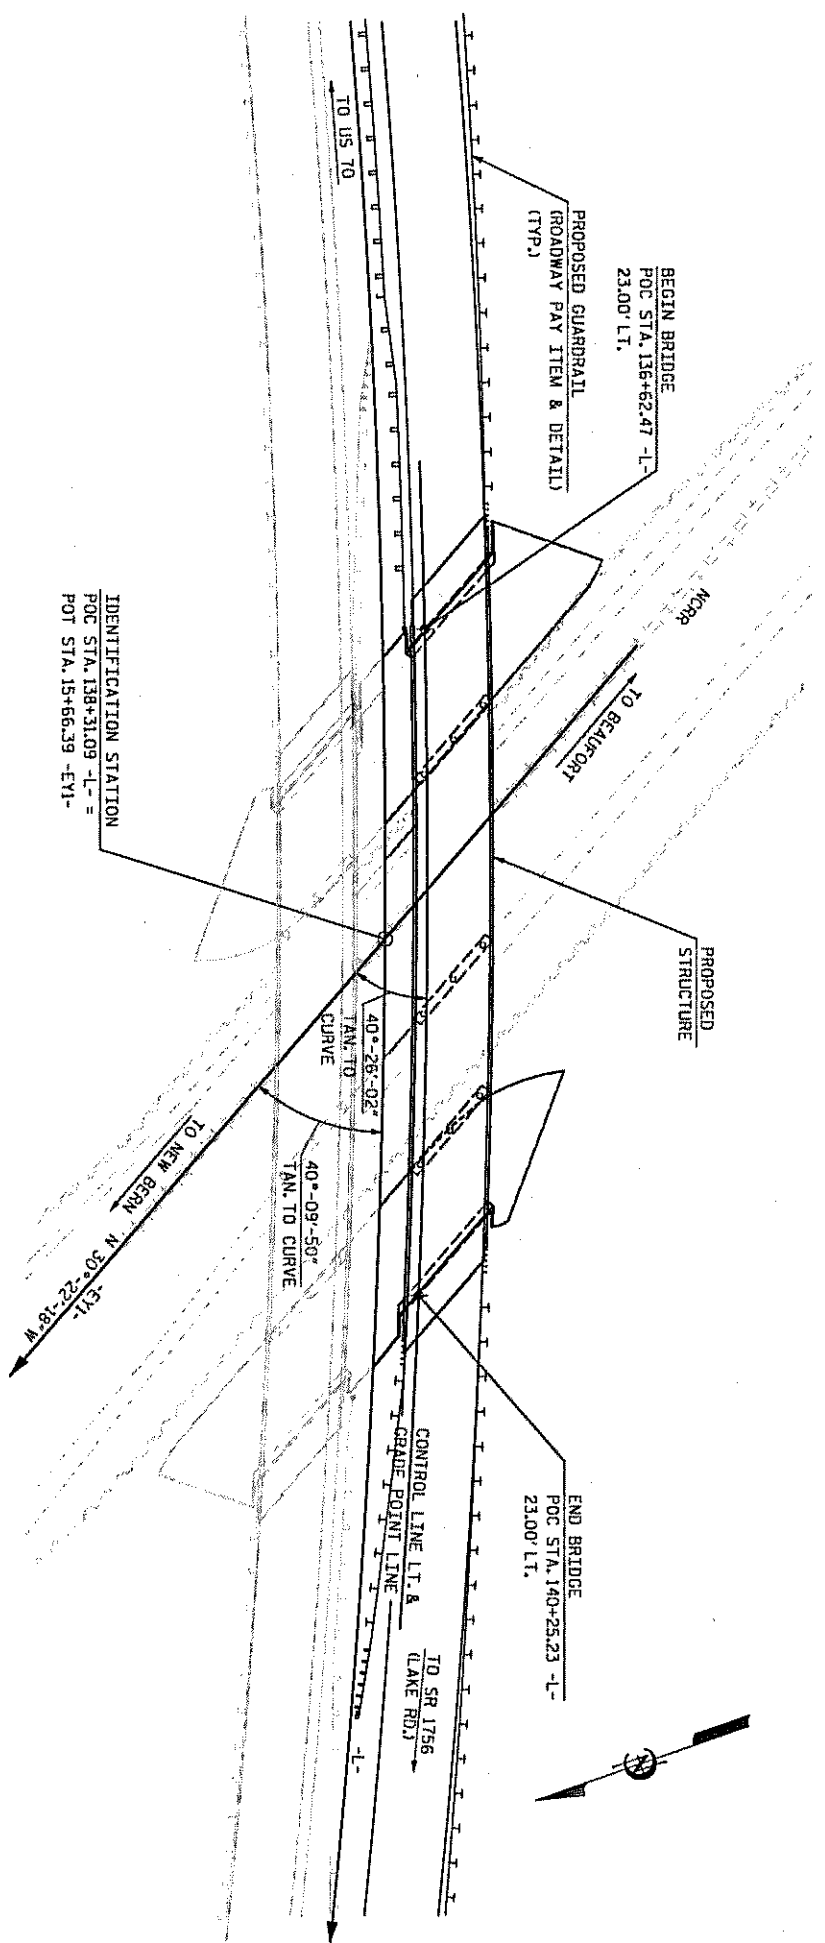 BEGIN BRIDGE
POC STA. 136+62.47 -L-
23.00' LT.
PROPOSED GUARDRAIL
(ROADWAY PAY ITEM & DETAIL)
(TYP.)
TO US 70
NCRR
TO BEAUFORT
PROPOSED
STRUCTURE
IDENTIFICATION STATION
POC STA. 138+31.09 -L- =
POT STA. 15+66.39 -EY1-
40°-26'-02"
TAN. TO
CURVE
40°-09'-50"
TAN. TO CURVE
TO NEW BERN
N 30°-22'-18" W
-EY1-
END BRIDGE
POC STA. 140+25.23 -L-
23.00' LT.
CONTROL LINE LT. &
GRADE POINT LINE
TO SR 1756
(LAKE RD.)
-L-
N